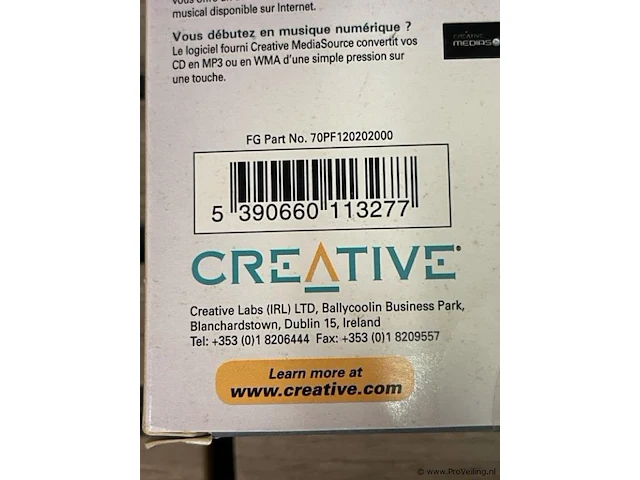 musical disponible sur Internet.
Vous débutez en musique numérique ?
Le logiciel fourni Creative MediaSource convertit vos
CD en MP3 ou en WMA d'une simple pression sur
une touche.
CREATIVE
FG Part No. 70PF120202000
5 390660 113277
CREATIVE
Creative Labs (IRL) LTD, Ballycoolin Business Park,
Blanchardstown, Dublin 15, Ireland
Tel: +353 (0)1 8206444 Fax: +353 (0)1 8209557
Learn more at
www.creative.com
© www.ProVeiling.nl